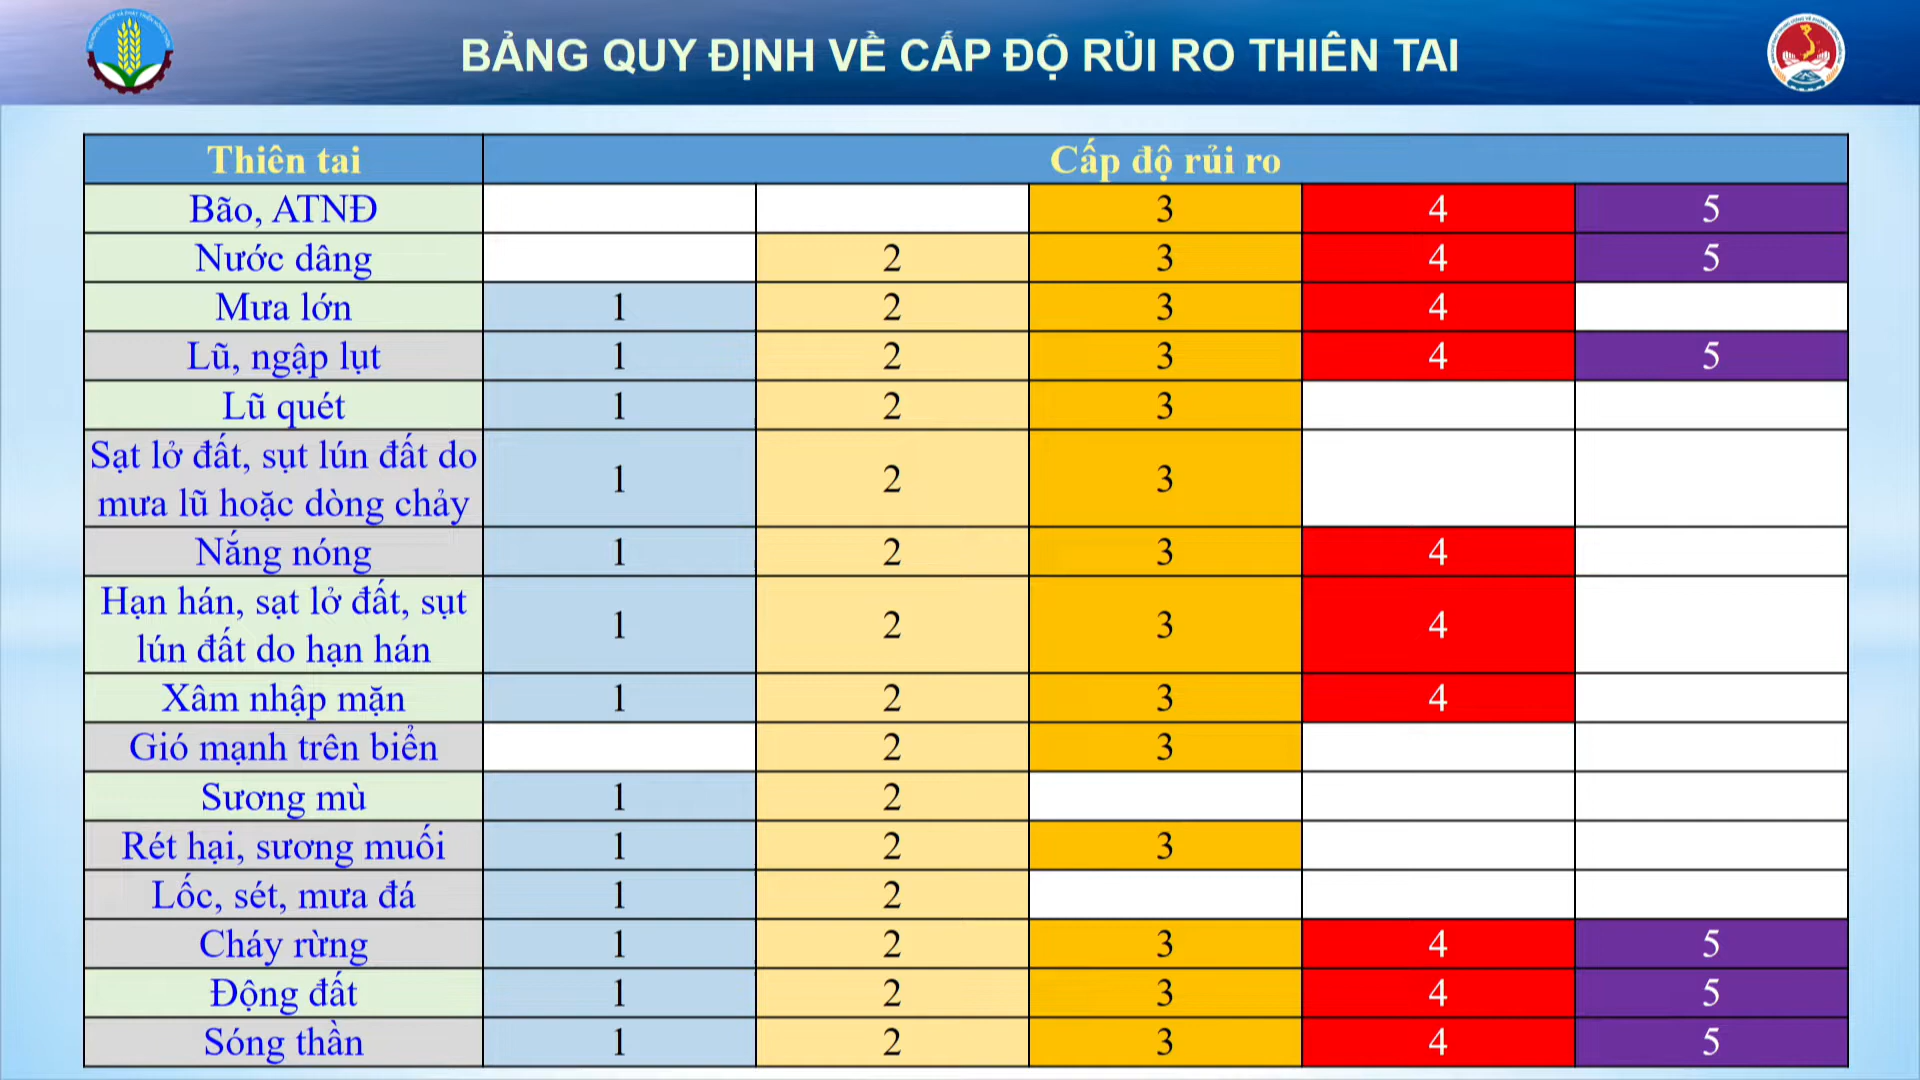 BẢNG QUY ĐỊNH VỀ CẤP ĐỘ RỦI RO THIÊN TAI
Thiên tai Cấp độ rủi ro
Bão, ATNĐ 3 4 5
Nước dâng 2 3 4 5
Mưa lớn 1 2 3 4
Lũ, ngập lụt 1 2 3 4 5
Lũ quét 1 2 3
Sạt lở đất, sụt lún đất do
mưa lũ hoặc dòng chảy 1 2 3
Nắng nóng 1 2 3 4
Hạn hán, sạt lở đất, sụt
lún đất do hạn hán 1 2 3 4
Xâm nhập mặn 1 2 3 4
Gió mạnh trên biển 2 3
Sương mù 1 2
Rét hại, sương muối 1 2 3
Lốc, sét, mưa đá 1 2
Cháy rừng 1 2 3 4 5
Động đất 1 2 3 4 5
Sóng thần 1 2 3 4 5